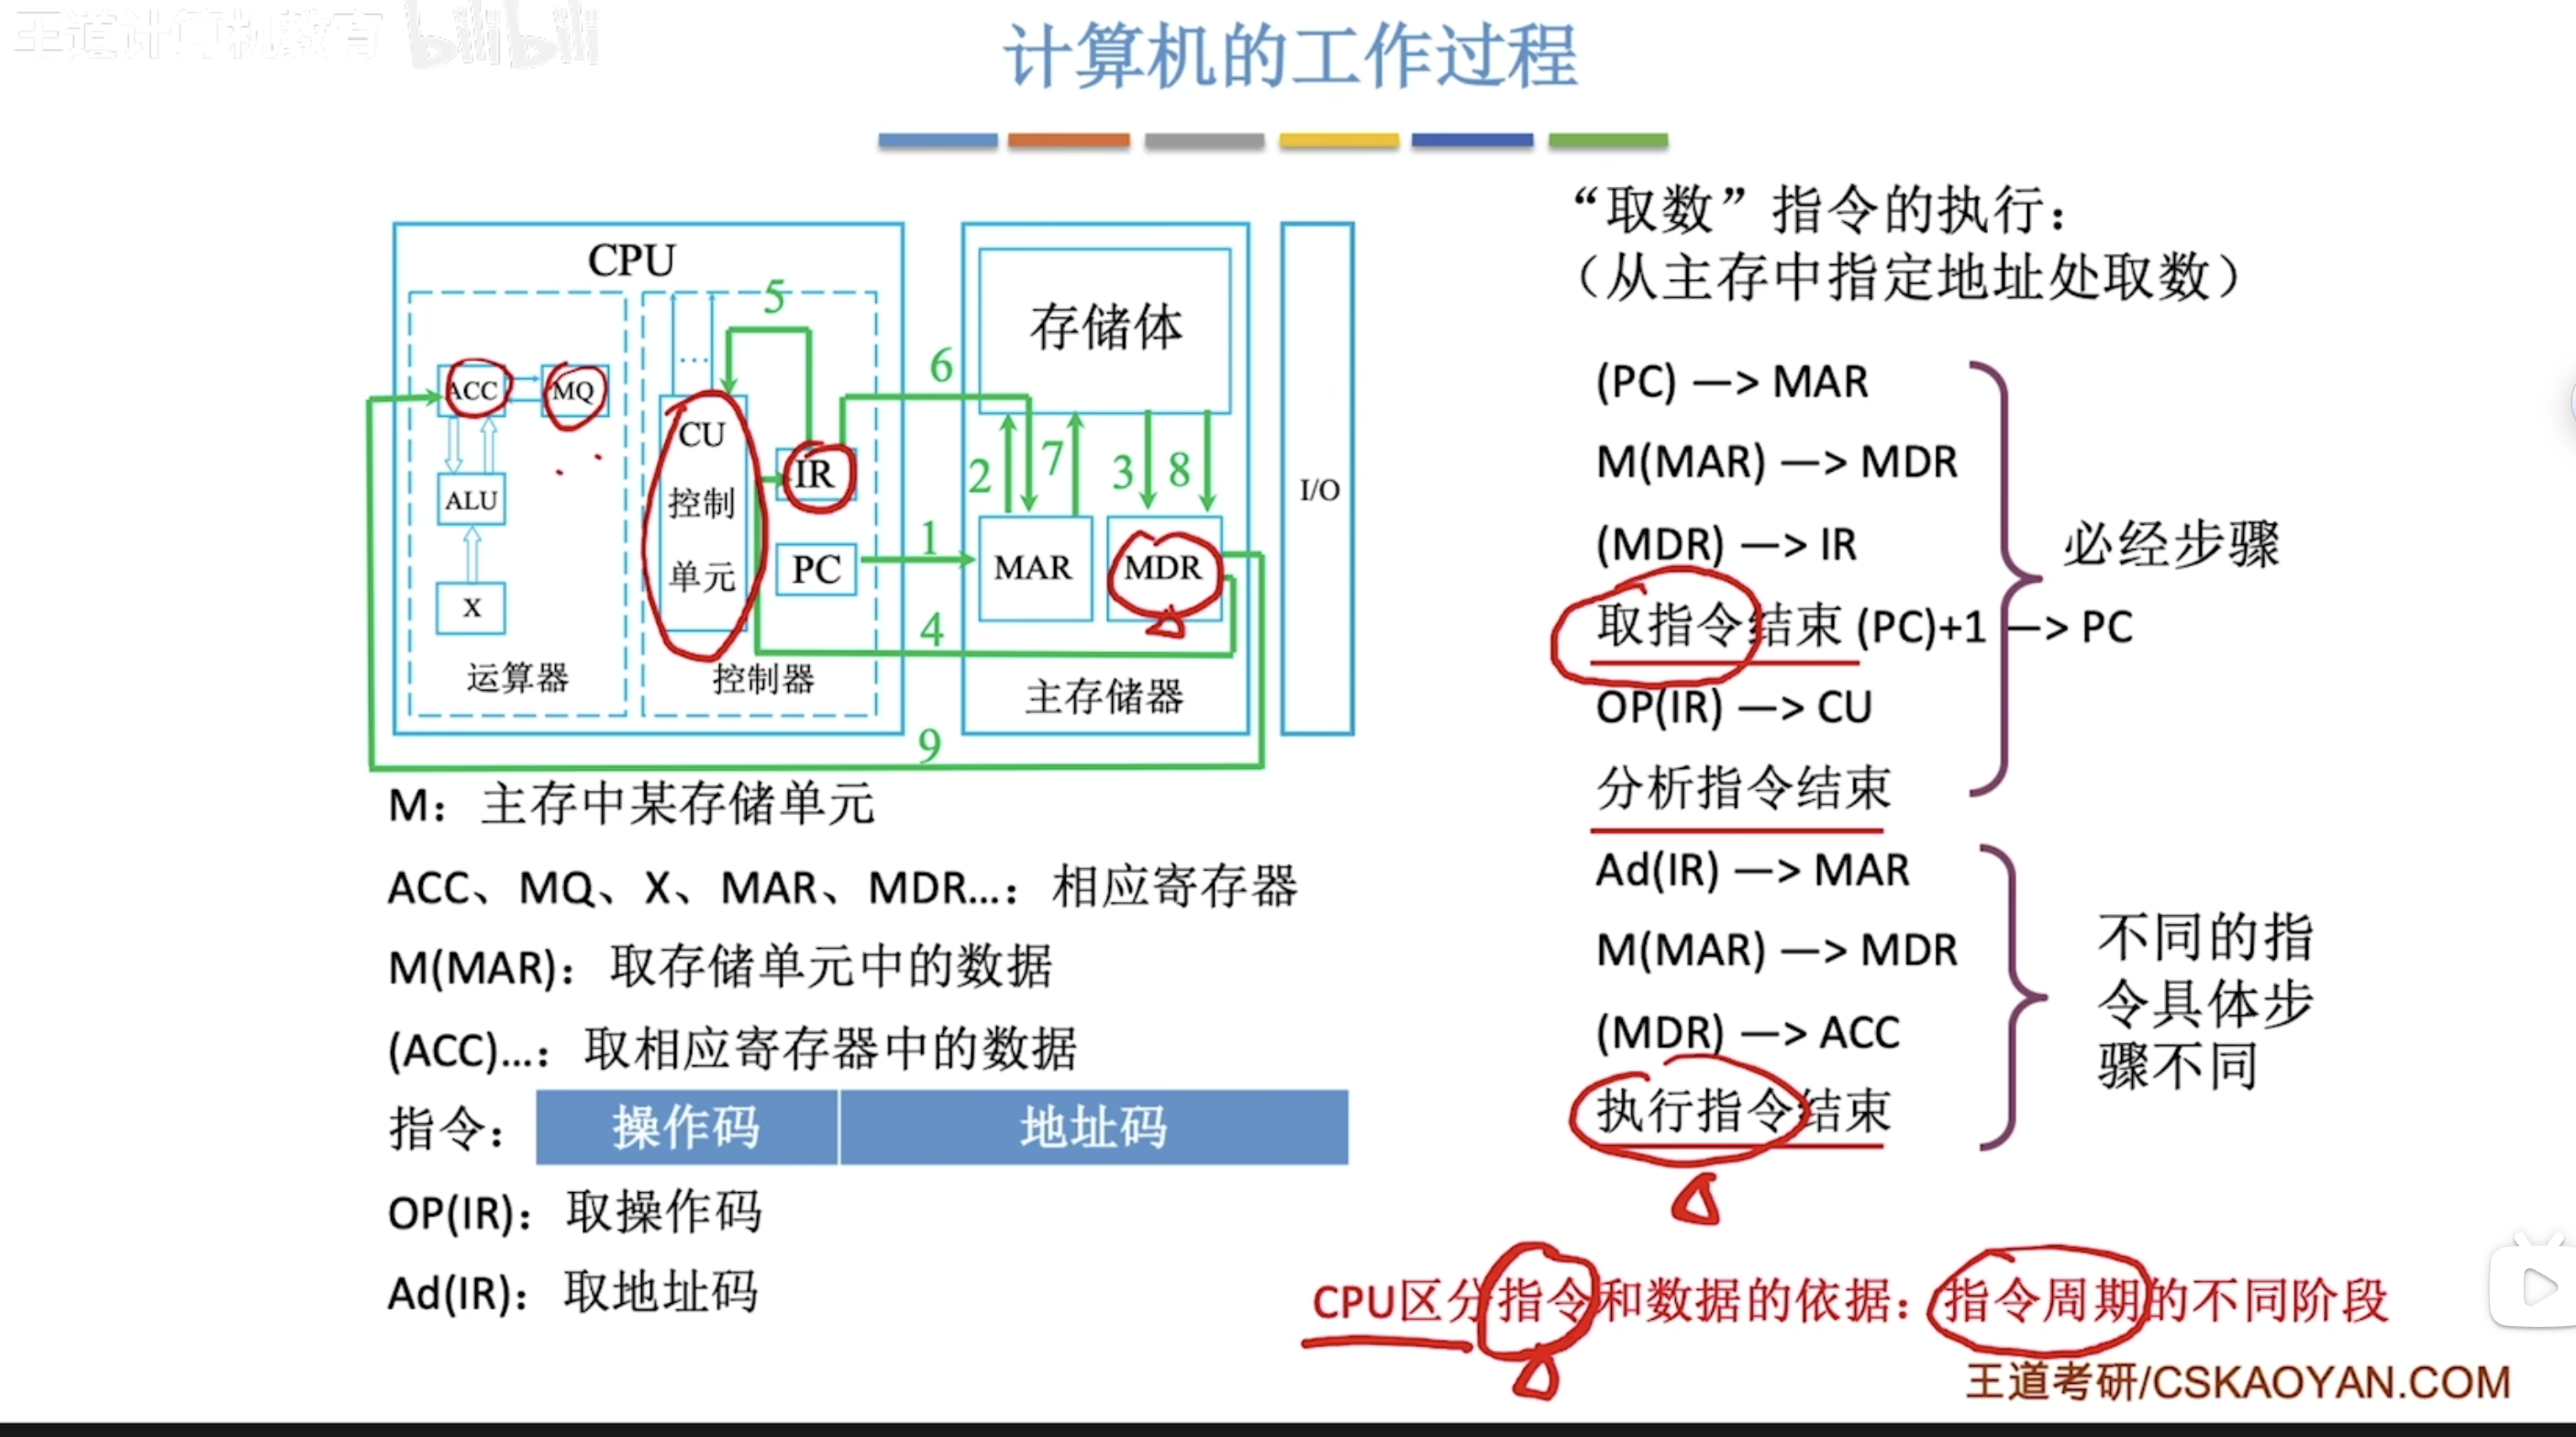 王道计算机教育 bilibili
计算机的工作过程
“取数”指令的执行：
（从主存中指定地址处取数）
CPU
5
ACC
MQ
...
CU
控制
单元
IR
PC
ALU
X
运算器
控制器
6
1
4
9
存储体
2
7
3
8
MAR
MDR
主存储器
I/O
M：主存中某存储单元
ACC、MQ、X、MAR、MDR...：相应寄存器
M(MAR)：取存储单元中的数据
(ACC)...：取相应寄存器中的数据
指令：操作码 地址码
OP(IR)：取操作码
Ad(IR)：取地址码
(PC) —> MAR
M(MAR) —> MDR
(MDR) —> IR
取指令结束 (PC)+1 —> PC
OP(IR) —> CU
分析指令结束
必经步骤
Ad(IR) —> MAR
M(MAR) —> MDR
(MDR) —> ACC
执行指令结束
不同的指
令具体步
骤不同
CPU区分指令和数据的依据：指令周期的不同阶段
王道考研/CSKAOYAN.COM